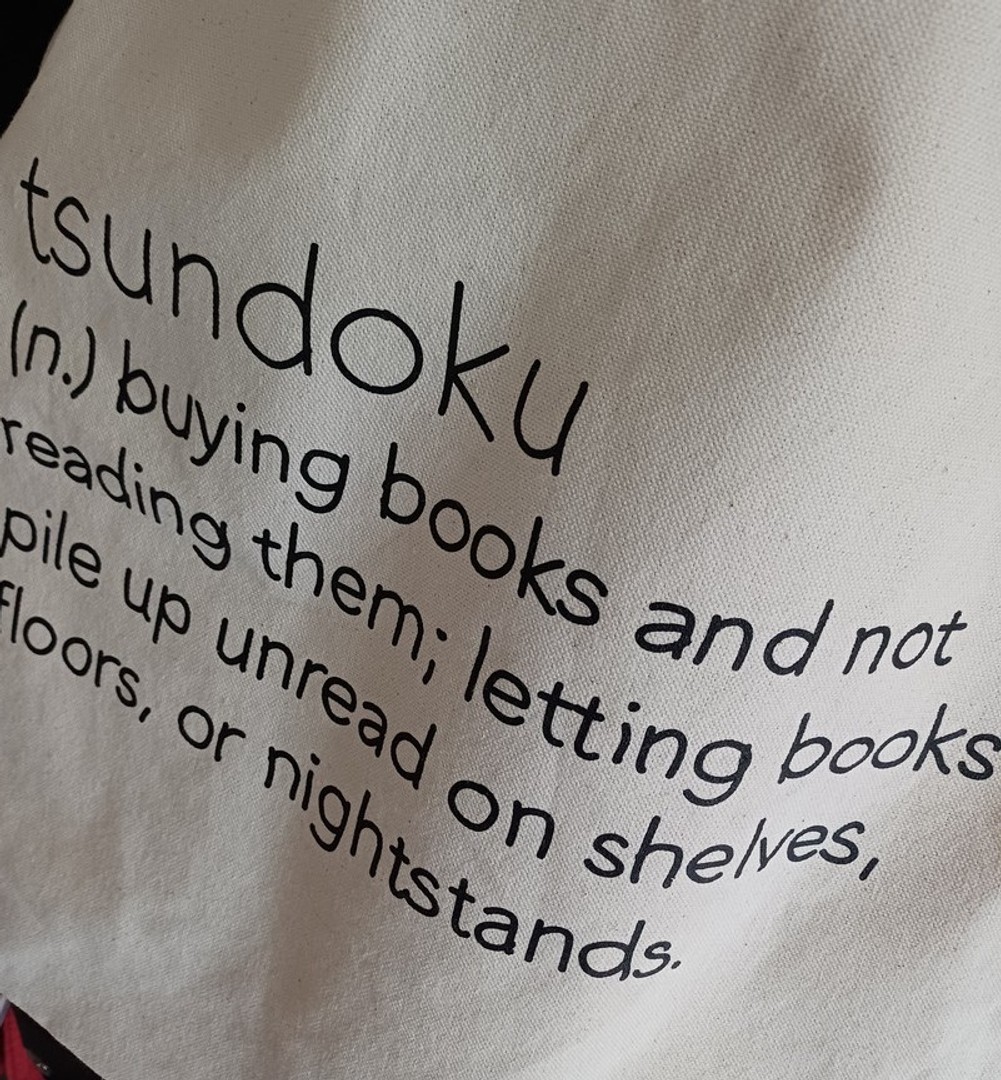 tsundoku
(n.) buying books and not
reading them; letting books
pile up unread on shelves,
floors, or nightstands.